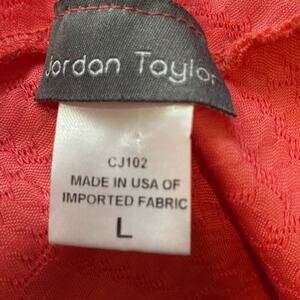 Jordan Taylor
CJ102
MADE IN USA OF
IMPORTED FABRIC
L